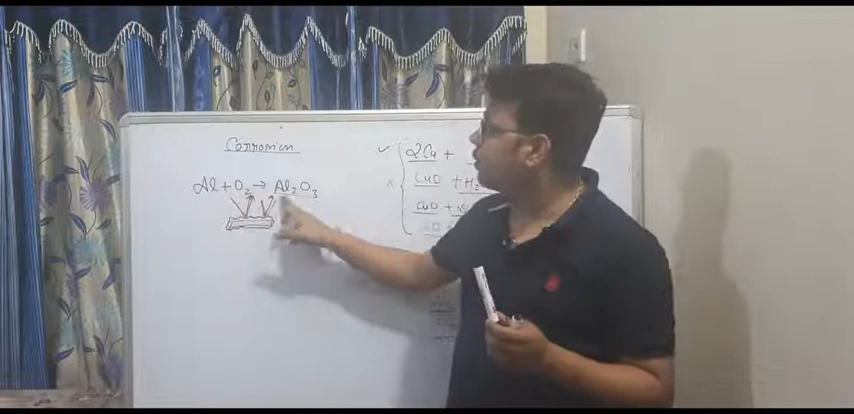 Corrosion
Al + O2 → Al2O3
✓ 2Cu +
× CuO + H2
CuO +